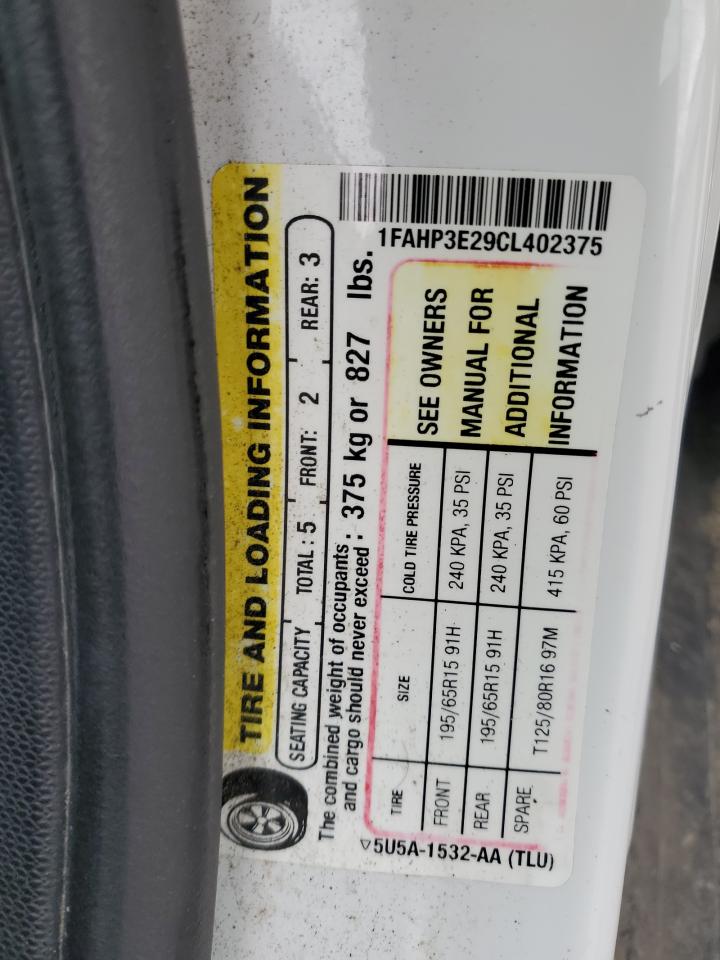 TIRE AND LOADING INFORMATION
SEATING CAPACITY TOTAL : 5 FRONT: 2 REAR: 3
The combined weight of occupants
and cargo should never exceed : 375 kg or 827 lbs.
TIRE SIZE COLD TIRE PRESSURE
FRONT 195/65R15 91H 240 KPA, 35 PSI
REAR 195/65R15 91H 240 KPA, 35 PSI
SPARE T125/80R16 97M 415 KPA, 60 PSI
SEE OWNERS
MANUAL FOR
ADDITIONAL
INFORMATION
5U5A-1532-AA (TLU)
1FAHP3E29CL402375